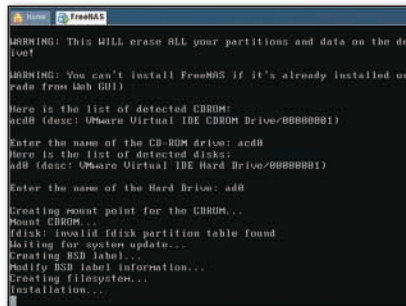 Home FreeNAS
WARNING: This WILL erase ALL your partitions and data on the de
ive!
WARNING: You can't install FreeNAS if it's already installed os
rade from Web GUI)
Here is the list of detected CDROM:
acd0 (desc: VMware Virtual IDE CDROM Drive/00000001)
Enter the name of the CD-ROM drive: acd0
Here is the list of detected disks:
ad0 (desc: VMware Virtual IDE Hard Drive/00000001)
Enter the name of the Hard Drive: ad0
Creating mount point for the CDROM...
Mount CDROM...
fdisk: invalid fdisk partition table found
Waiting for system update...
Creating BSD label...
Modify BSD label information...
Creating filesystem...
Installation...